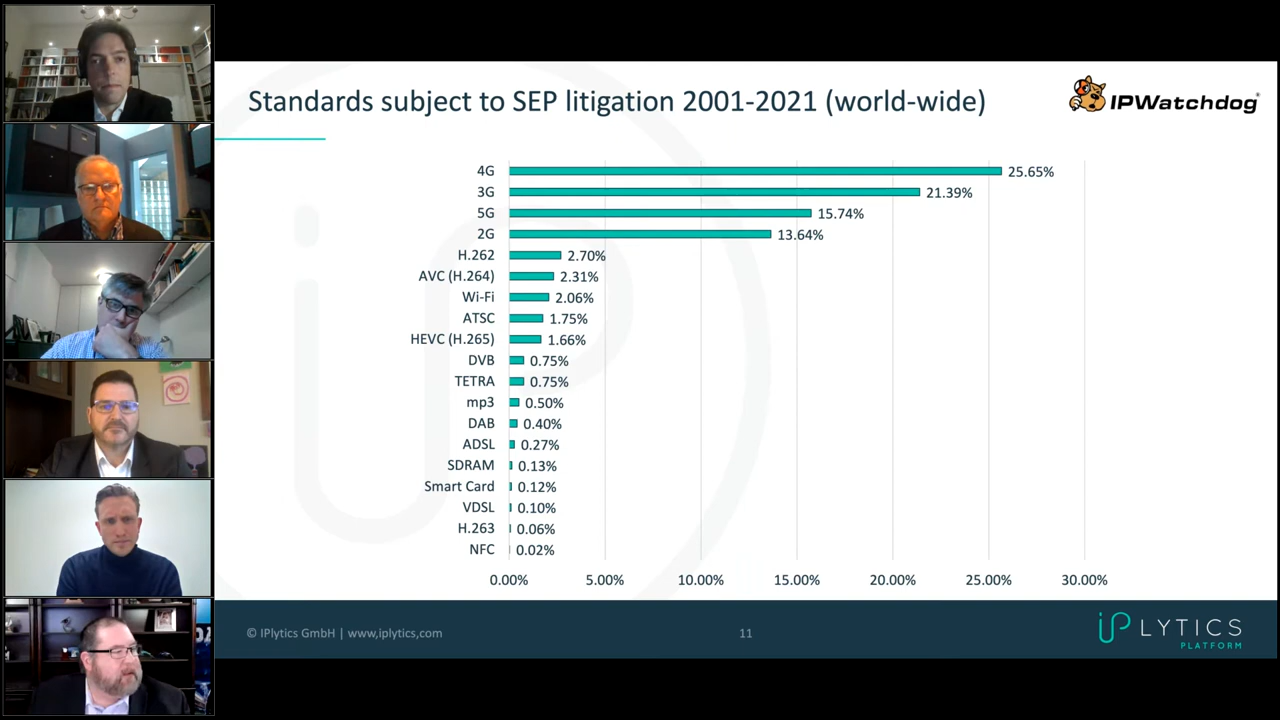 Standards subject to SEP litigation 2001-2021 (world-wide)
IPWatchdog®
4G 25.65%
3G 21.39%
5G 15.74%
2G 13.64%
H.262 2.70%
AVC (H.264) 2.31%
Wi-Fi 2.06%
ATSC 1.75%
HEVC (H.265) 1.66%
DVB 0.75%
TETRA 0.75%
mp3 0.50%
DAB 0.40%
ADSL 0.27%
SDRAM 0.13%
Smart Card 0.12%
VDSL 0.10%
H.263 0.06%
NFC 0.02%
0.00% 5.00% 10.00% 15.00% 20.00% 25.00% 30.00%
© IPlytics GmbH | www,iplytics,com
11
IP LYTICS
PLATFORM